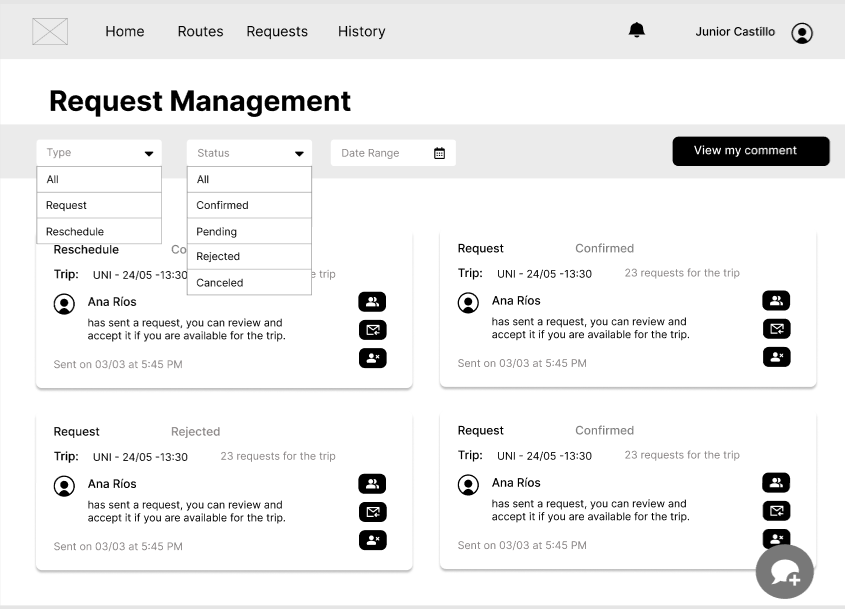 Home Routes Requests History Junior Castillo
Request Management
Type Status Date Range View my comment
All
Request
Reschedule
All
Confirmed
Pending
Rejected
Canceled
Reschedule Co
Trip: UNI - 24/05 -13:30 e trip
Ana Ríos
has sent a request, you can review and
accept it if you are available for the trip.
Sent on 03/03 at 5:45 PM
Request Confirmed
Trip: UNI - 24/05 -13:30 23 requests for the trip
Ana Ríos
has sent a request, you can review and
accept it if you are available for the trip.
Sent on 03/03 at 5:45 PM
Request Rejected
Trip: UNI - 24/05 -13:30 23 requests for the trip
Ana Ríos
has sent a request, you can review and
accept it if you are available for the trip.
Sent on 03/03 at 5:45 PM
Request Confirmed
Trip: UNI - 24/05 -13:30 23 requests for the trip
Ana Ríos
has sent a request, you can review and
accept it if you are available for the trip.
Sent on 03/03 at 5:45 PM